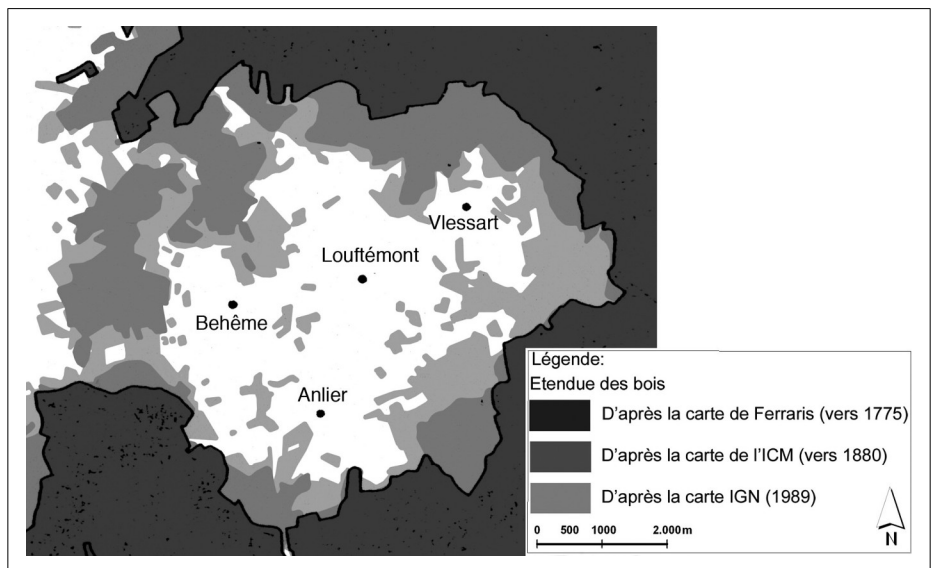 Vlessart
Louftémont
Behême
Anlier
Légende:
Etendue des bois
D'après la carte de Ferraris (vers 1775)
D'après la carte de l'ICM (vers 1880)
D'après la carte IGN (1989)
0 500 1000 2.000m
N